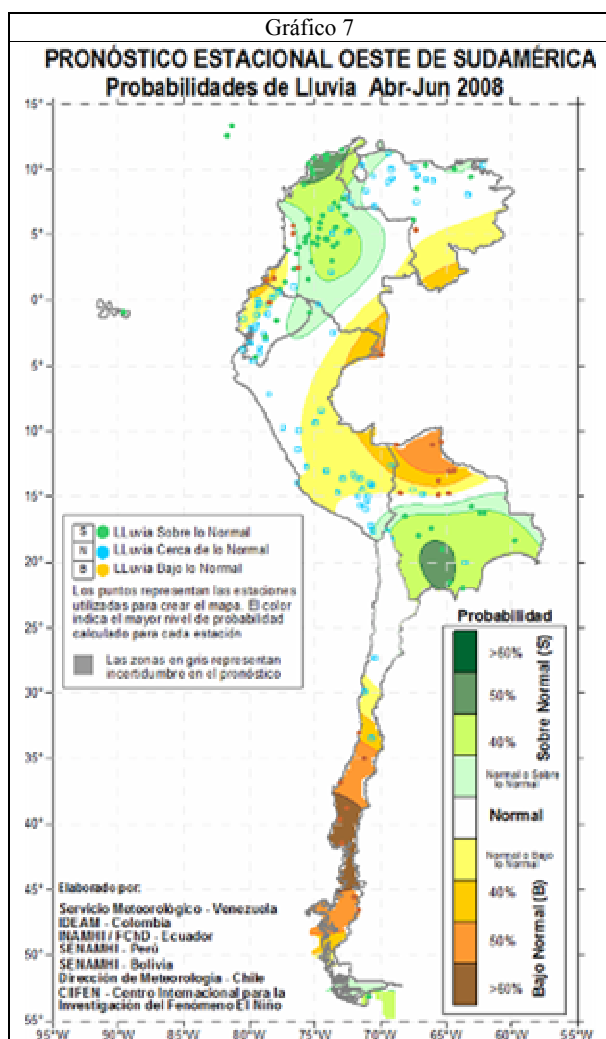 Gráfico 7
PRONÓSTICO ESTACIONAL OESTE DE SUDAMÉRICA
Probabilidades de Lluvia Abr-Jun 2008
15°
10°
5°
0°
5°
10°
15°
20°
25°
30°
35°
40°
45°
50°
55°
95°W
90°W
85°W
80°W
75°W
70°W
65°W
60°W
55°W
S LLuvia Sobre lo Normal
N LLuvia Cerca de lo Normal
B LLuvia Bajo lo Normal
Los puntos representan las estaciones
utilizadas para crear el mapa. El color
indica el mayor nivel de probabilidad
calculado para cada estación
Las zonas en gris representan
incertidumbre en el pronóstico
Probabilidad
>60%
50%
40%
Normal o Sobre
lo Normal
Normal
Normal o Bajo
lo Normal
40%
50%
>60%
Sobre Normal (S)
Bajo Normal (B)
Elaborado por:
Servicio Meteorológico - Venezuela
IDEAM - Colombia
INAMHI / FChD - Ecuador
SENAMHI - Perú
SENAMHI - Bolivia
Dirección de Meteorología - Chile
CIIFEN - Centro Internacional para la
Investigación del Fenómeno El Niño